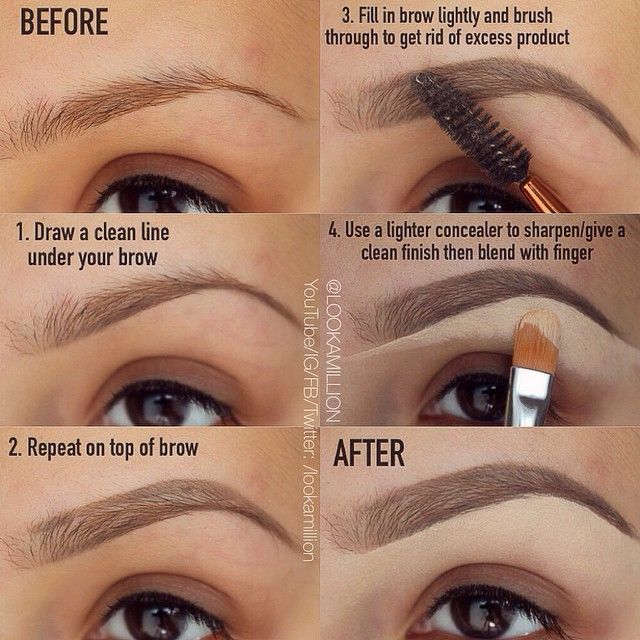 BEFORE
1. Draw a clean line
under your brow
2. Repeat on top of brow
3. Fill in brow lightly and brush
through to get rid of excess product
4. Use a lighter concealer to sharpen/give a
clean finish then blend with finger
AFTER
@LOOKAMILLION
YouTube/IG/FB/Twitter: /lookamillion